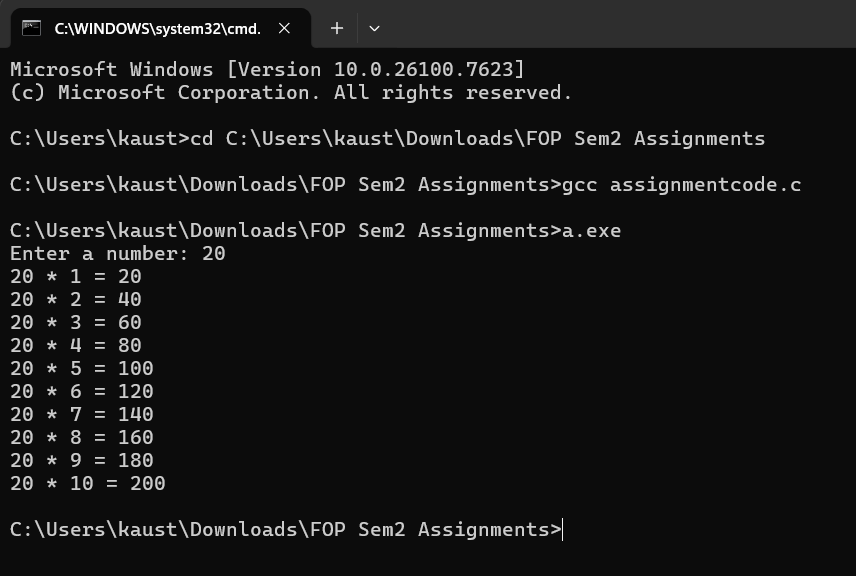 C:\WINDOWS\system32\cmd.
Microsoft Windows [Version 10.0.26100.7623]
(c) Microsoft Corporation. All rights reserved.
C:\Users\kaust>cd C:\Users\kaust\Downloads\FOP Sem2 Assignments
C:\Users\kaust\Downloads\FOP Sem2 Assignments>gcc assignmentcode.c
C:\Users\kaust\Downloads\FOP Sem2 Assignments>a.exe
Enter a number: 20
20 * 1 = 20
20 * 2 = 40
20 * 3 = 60
20 * 4 = 80
20 * 5 = 100
20 * 6 = 120
20 * 7 = 140
20 * 8 = 160
20 * 9 = 180
20 * 10 = 200
C:\Users\kaust\Downloads\FOP Sem2 Assignments>